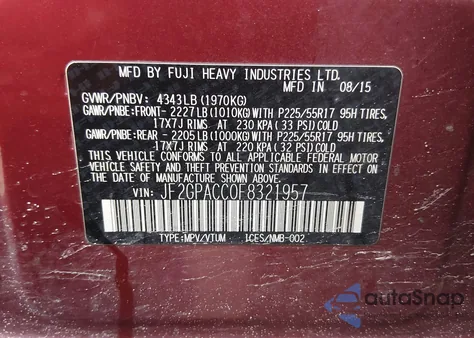 MFD BY FUJI HEAVY INDUSTRIES LTD.
MFD IN 08/15
GVWR/PNBV: 4343LB (1970KG)
GAWR/PNBE:FRONT- 2227LB(1010KG)WITH P225/55R17 95H TIRES,
17X7J RIMS AT 230 KPA (33 PSI)COLD
GAWR/PNBE:REAR -2205LB(1000KG)WITH P225/55R17 95H TIRES,
17X7J RIMS AT 220 KPA (32 PSI)COLD
THIS VEHICLE CONFORMS TO ALL APPLICABLE
FEDERAL MOTOR VEHICLE SAFETY, BUMPER, AND
THEFT PREVENTION STANDARDS IN EFFECT ON THE
DATE OF MANUFACTURE SHOWN ABOVE.
VIN: JF2GPACC0F8321957
TYPE:MPV/VTUM ICES/NMB-002
autoSnap
POWERED BY CARFAST